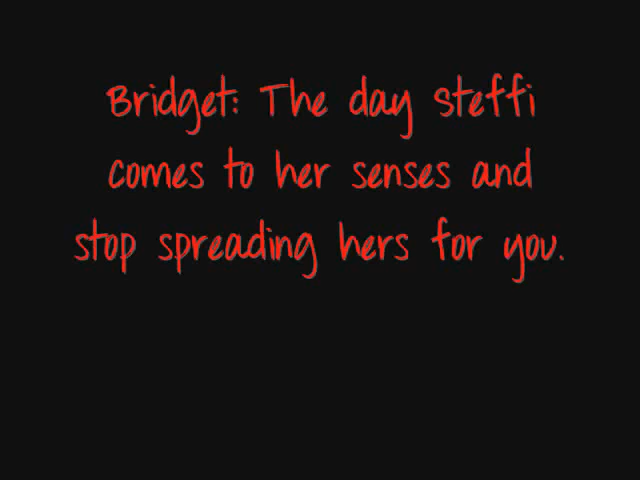 Bridget: The day Steffi
comes to her senses and
stop spreading hers for you.